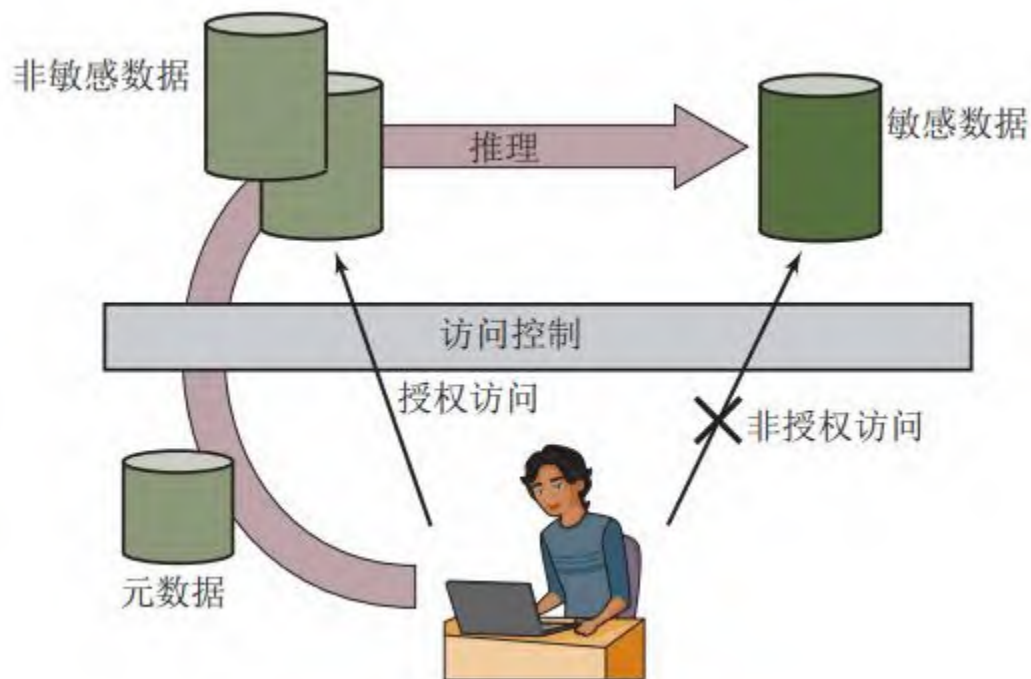 非敏感数据
推理
敏感数据
访问控制
授权访问
非授权访问
元数据